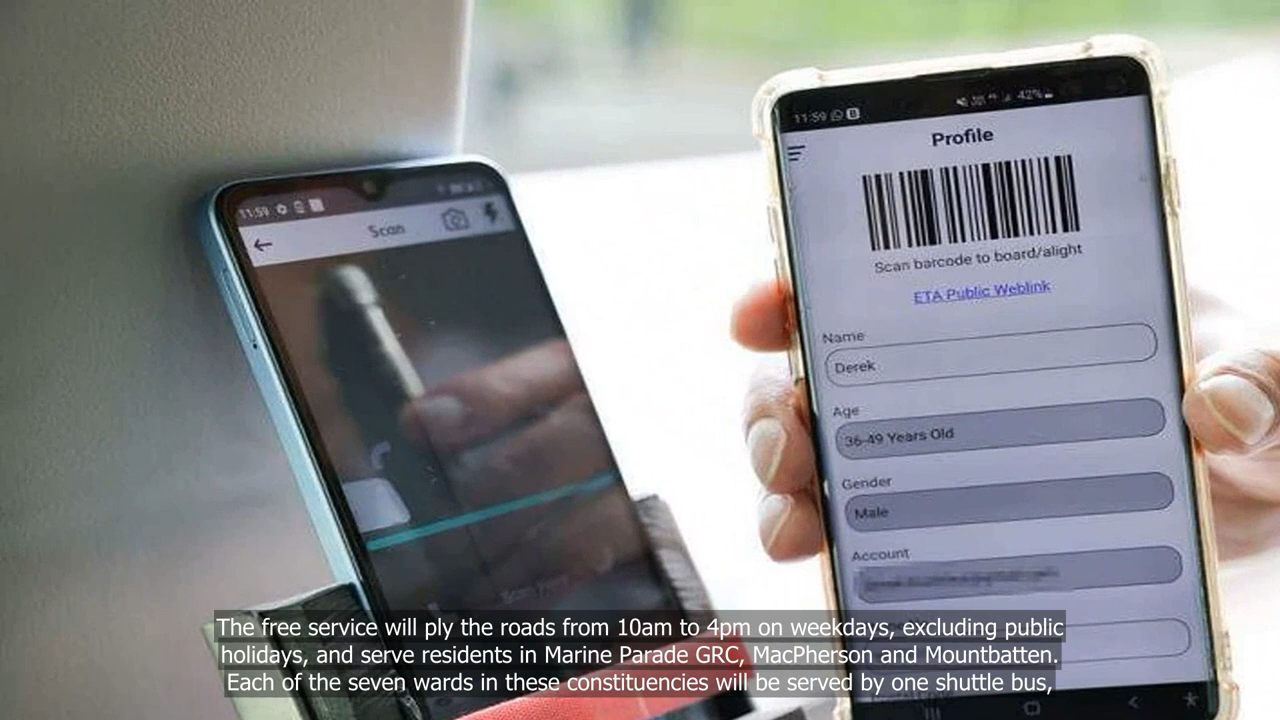 11:59
Scan
11:59
42%
Profile
Scan barcode to board/alight
ETA Public Weblink
Name
Derek
Age
36-49 Years Old
Gender
Male
Account
The free service will ply the roads from 10am to 4pm on weekdays, excluding public
holidays, and serve residents in Marine Parade GRC, MacPherson and Mountbatten.
Each of the seven wards in these constituencies will be served by one shuttle bus,